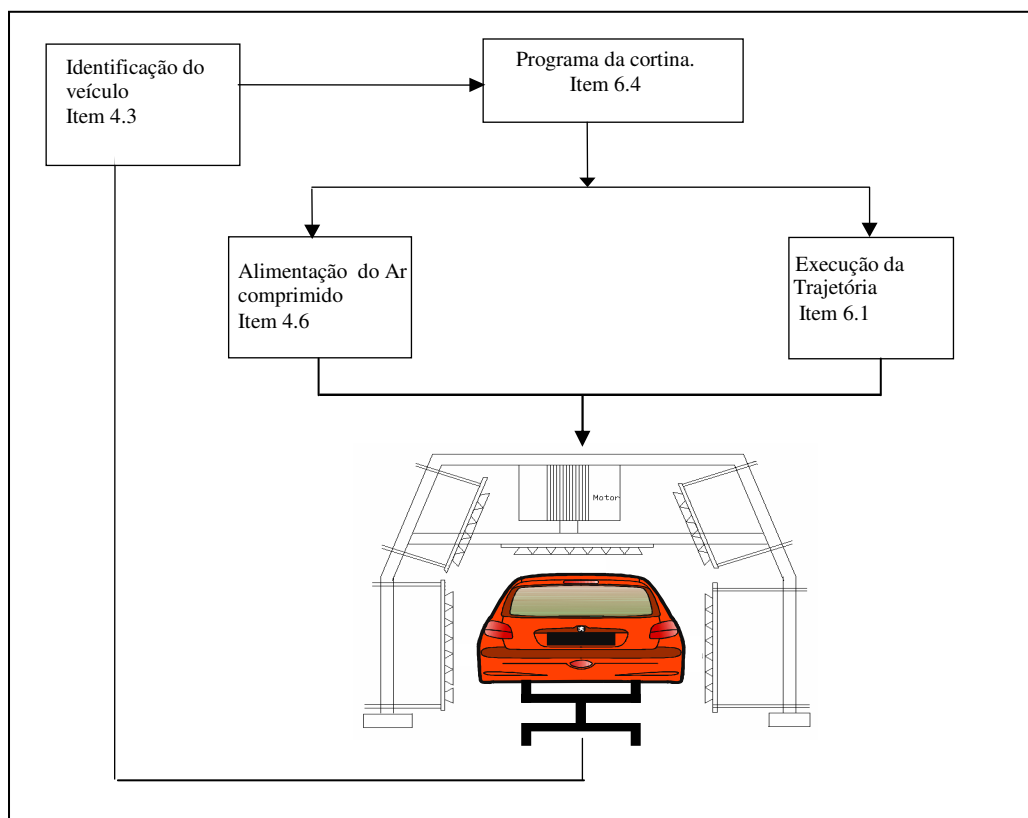 Identificação do
veículo
Item 4.3
Programa da cortina.
Item 6.4
Alimentação do Ar
comprimido
Item 4.6
Execução da
Trajetória
Item 6.1
Motor